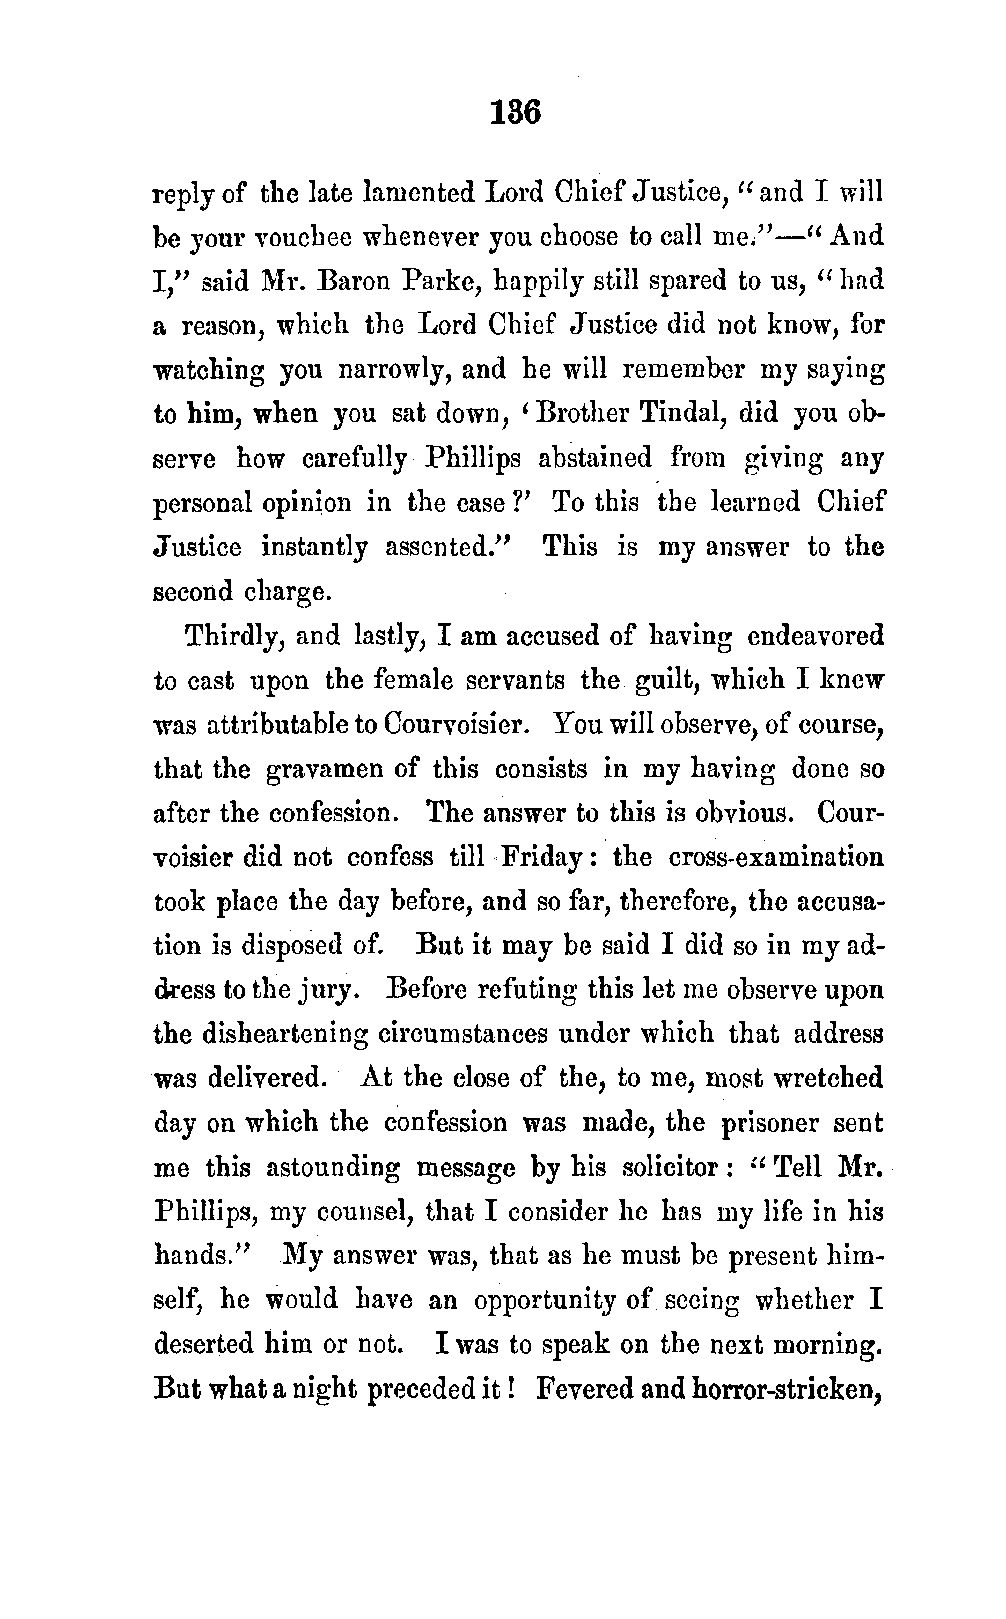 136
reply of the late lamented Lord Chief Justice, “and I will
be your vouchee whenever you choose to call me.”—“And
I,” said Mr. Baron Parke, happily still spared to us, “had
a reason, which the Lord Chief Justice did not know, for
watching you narrowly, and he will remember my saying
to him, when you sat down, ‘Brother Tindal, did you ob-
serve how carefully Phillips abstained from giving any
personal opinion in the case?’ To this the learned Chief
Justice instantly assented.” This is my answer to the
second charge.
Thirdly, and lastly, I am accused of having endeavored
to cast upon the female servants the guilt, which I knew
was attributable to Courvoisier. You will observe, of course,
that the gravamen of this consists in my having done so
after the confession. The answer to this is obvious. Cour-
voisier did not confess till Friday: the cross-examination
took place the day before, and so far, therefore, the accusa-
tion is disposed of. But it may be said I did so in my ad-
dress to the jury. Before refuting this let me observe upon
the disheartening circumstances under which that address
was delivered. At the close of the, to me, most wretched
day on which the confession was made, the prisoner sent
me this astounding message by his solicitor: “Tell Mr.
Phillips, my counsel, that I consider he has my life in his
hands.” My answer was, that as he must be present him-
self, he would have an opportunity of seeing whether I
deserted him or not. I was to speak on the next morning.
But what a night preceded it! Fevered and horror-stricken,